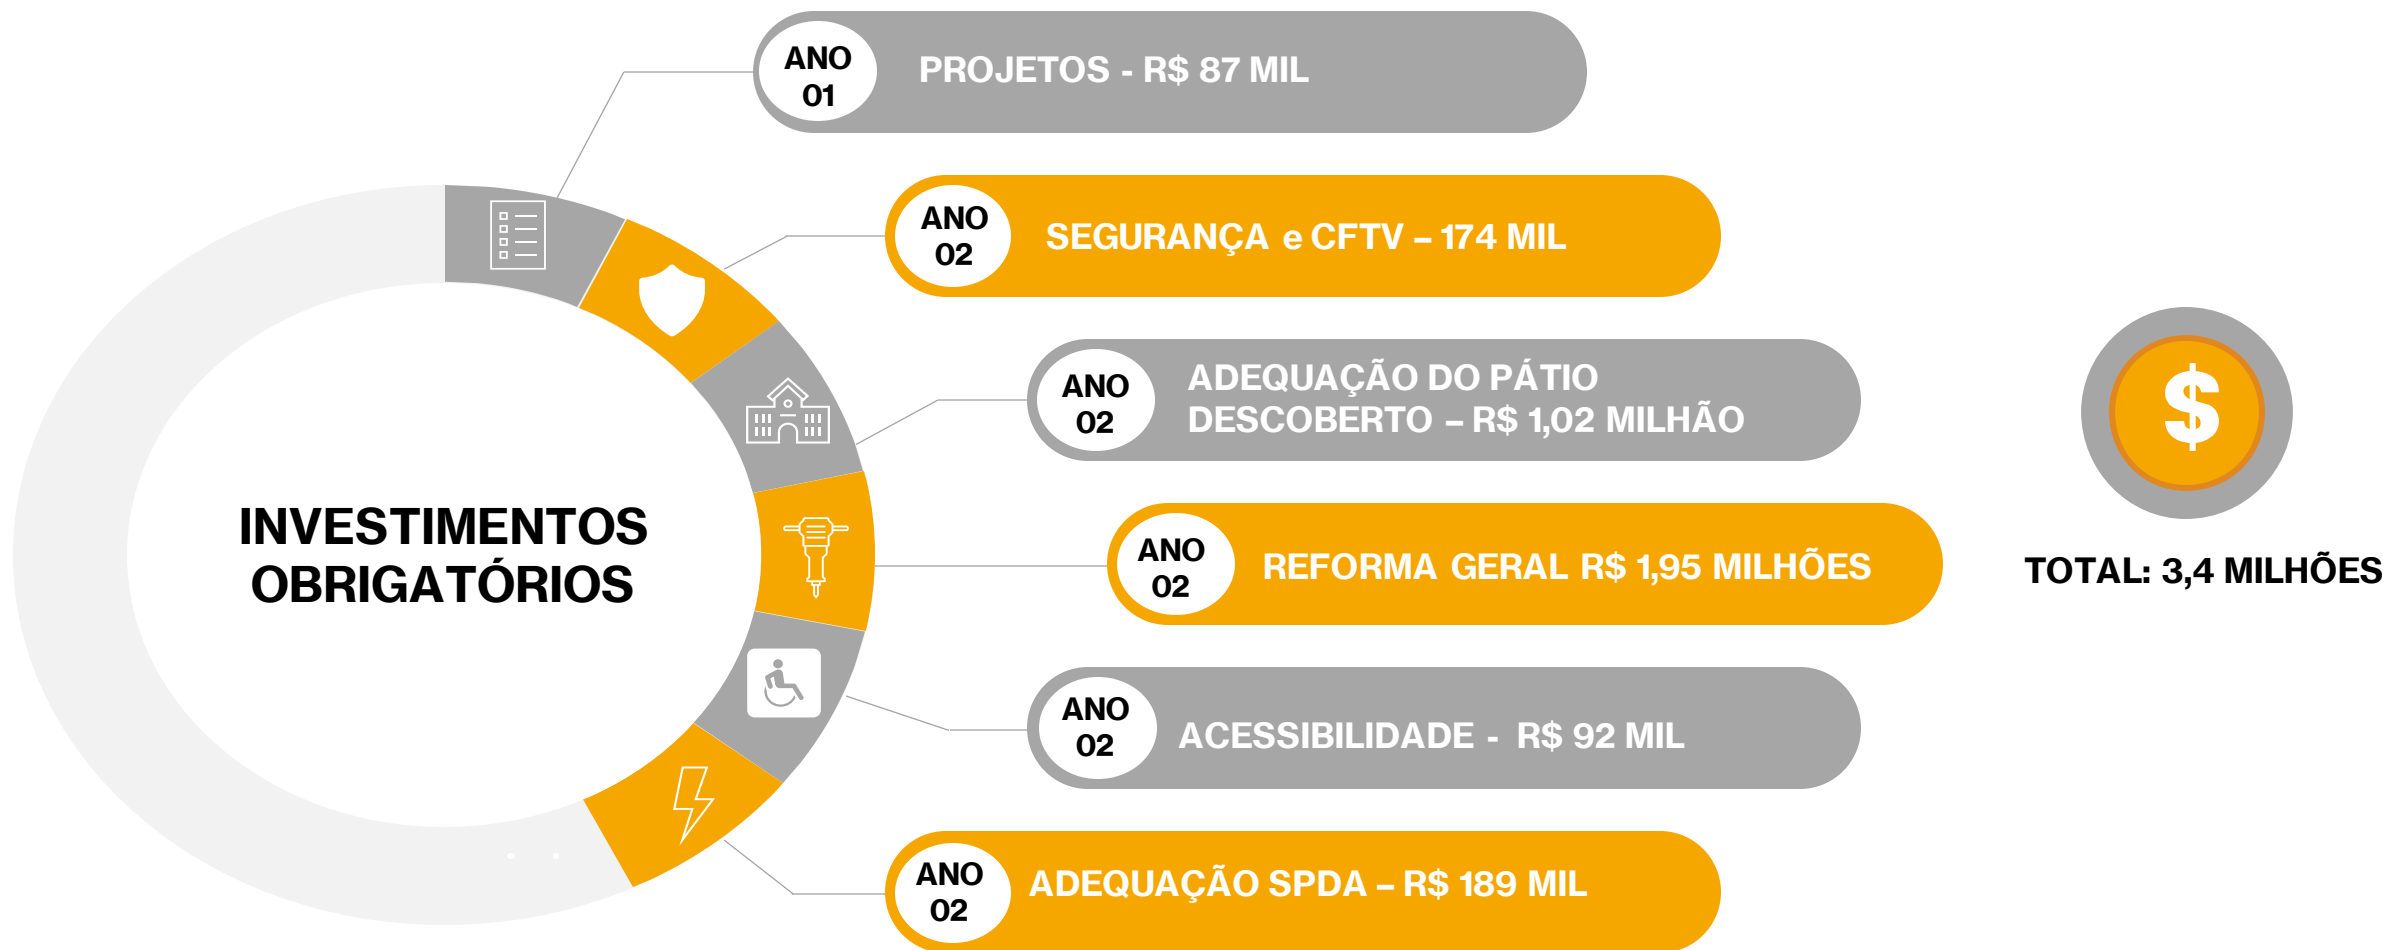 ANO
01
PROJETOS - R$ 87 MIL
ANO
02
SEGURANÇA e CFTV – 174 MIL
ANO
02
ADEQUAÇÃO DO PÁTIO
DESCOBERTO – R$ 1,02 MILHÃO
ANO
02
REFORMA GERAL R$ 1,95 MILHÕES
ANO
02
ACESSIBILIDADE - R$ 92 MIL
ANO
02
ADEQUAÇÃO SPDA – R$ 189 MIL
INVESTIMENTOS
OBRIGATÓRIOS
$
TOTAL: 3,4 MILHÕES